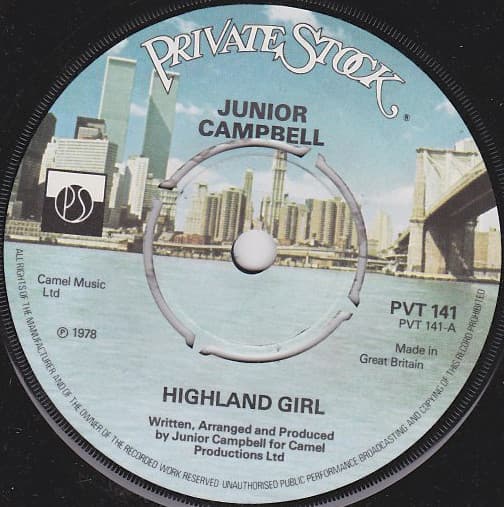 PRIVATE STOCK
®
JUNIOR
CAMPBELL
PS
Camel Music
Ltd
℗ 1978
PVT 141
PVT 141-A
Made in
Great Britain
HIGHLAND GIRL
Written, Arranged and Produced
by Junior Campbell for Camel
Productions Ltd
ALL RIGHTS OF THE MANUFACTURER AND OF THE OWNER OF THE RECORDED WORK RESERVED UNAUTHORISED PUBLIC PERFORMANCE BROADCASTING AND COPYING OF THIS RECORD PROHIBITED